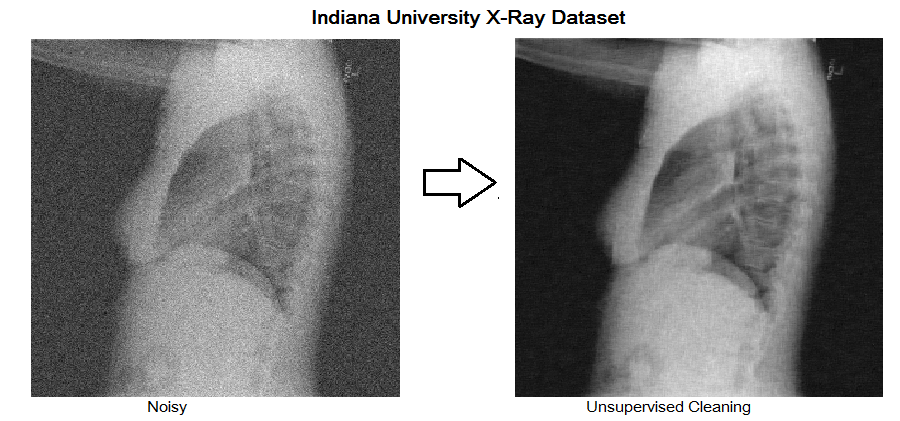 Indiana University X-Ray Dataset
Noisy
Unsupervised Cleaning